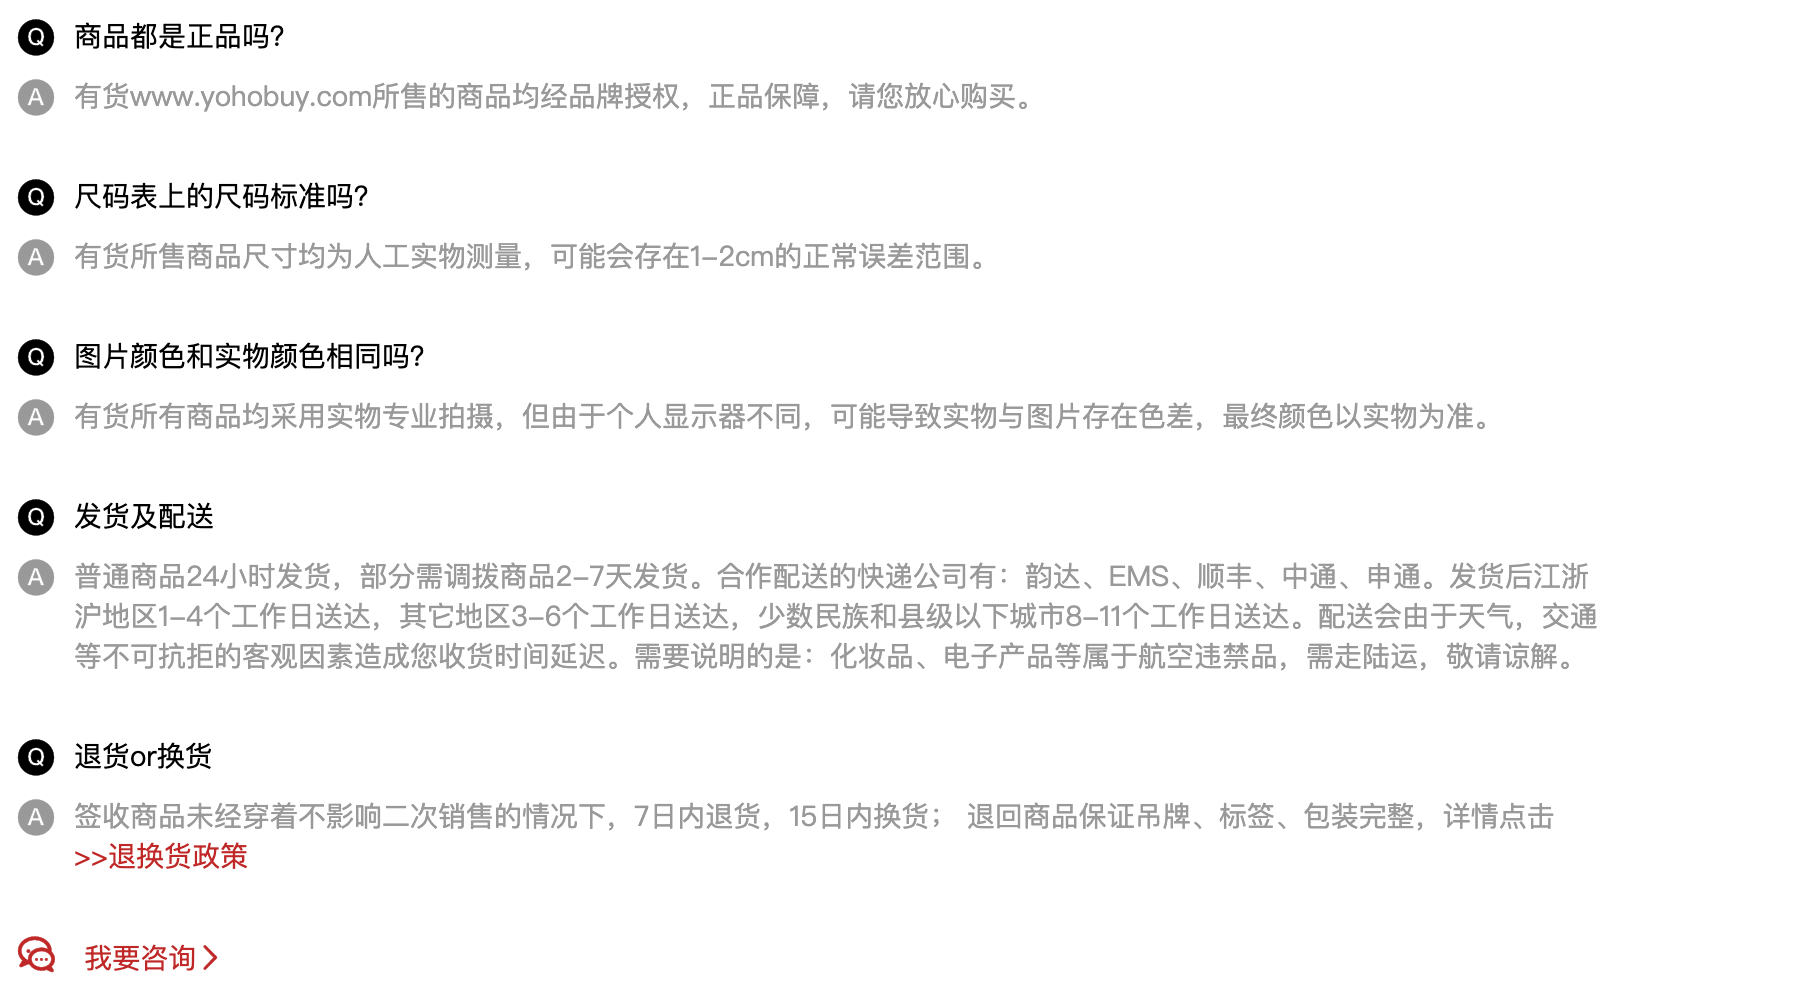 Q 商品都是正品吗?
A 有货www.yohobuy.com所售的商品均经品牌授权，正品保障，请您放心购买。
Q 尺码表上的尺码标准吗?
A 有货所售商品尺寸均为人工实物测量，可能会存在1-2cm的正常误差范围。
Q 图片颜色和实物颜色相同吗?
A 有货所有商品均采用实物专业拍摄，但由于个人显示器不同，可能导致实物与图片存在色差，最终颜色以实物为准。
Q 发货及配送
A 普通商品24小时发货，部分需调拨商品2-7天发货。合作配送的快递公司有：韵达、EMS、顺丰、中通、申通。发货后江浙
沪地区1-4个工作日送达，其它地区3-6个工作日送达，少数民族和县级以下城市8-11个工作日送达。配送会由于天气，交通
等不可抗拒的客观因素造成您收货时间延迟。需要说明的是：化妆品、电子产品等属于航空违禁品，需走陆运，敬请谅解。
Q 退货or换货
A 签收商品未经穿着不影响二次销售的情况下，7日内退货，15日内换货； 退回商品保证吊牌、标签、包装完整，详情点击
>>退换货政策
我要咨询